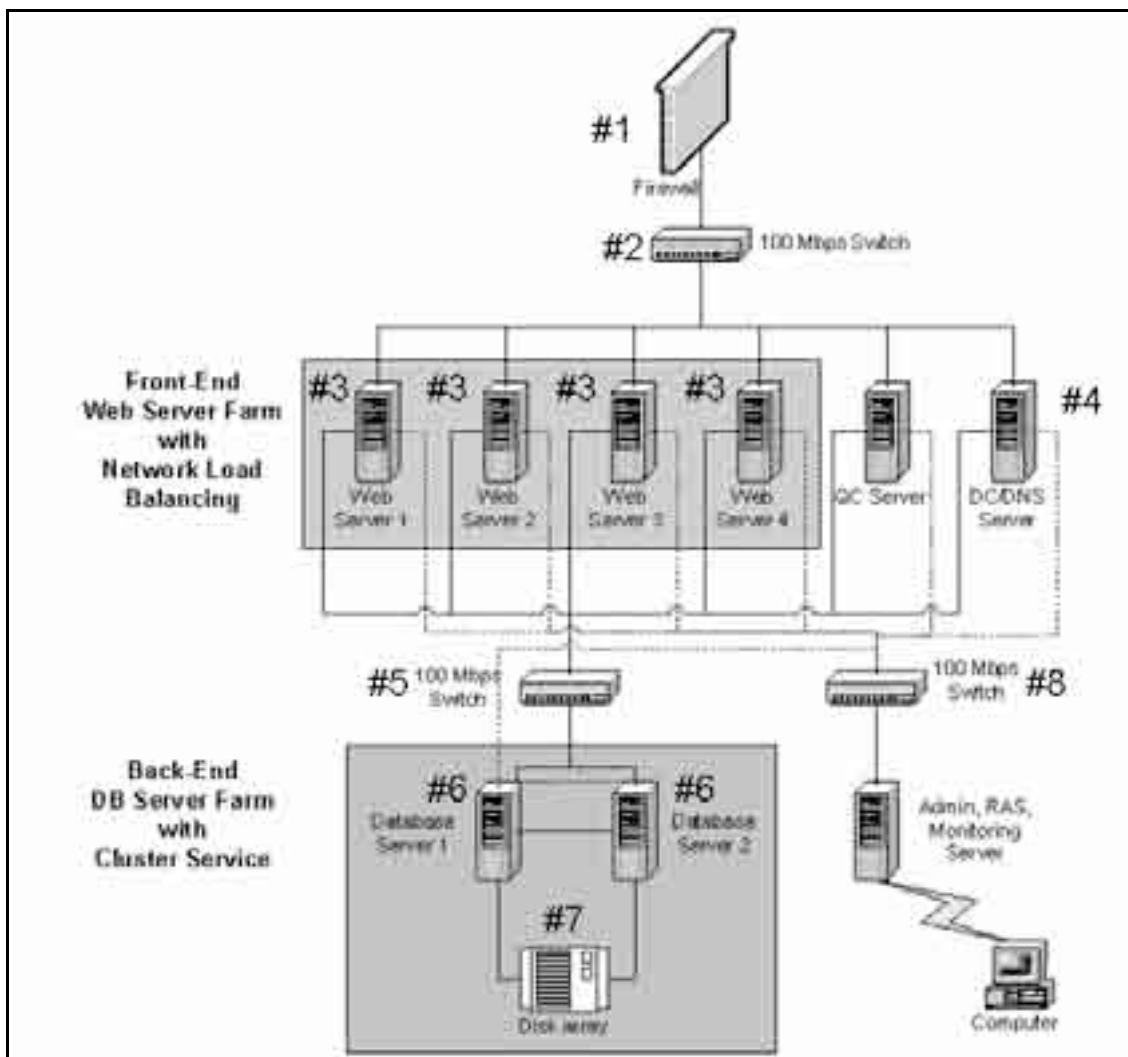 #1
Firewall
#2
100 Mbps Switch
Front-End
Web Server Farm
with
Network Load
Balancing
#3
#3
#3
#3
#4
Web
Server 1
Web
Server 2
Web
Server 3
Web
Server 4
QC Server
DC/DNS
Server
#5
100 Mbps
Switch
100 Mbps
Switch
#8
Back-End
DB Server Farm
with
Cluster Service
#6
Database
Server 1
#6
Database
Server 2
Admin, RAS,
Monitoring
Server
#7
Disk array
Computer